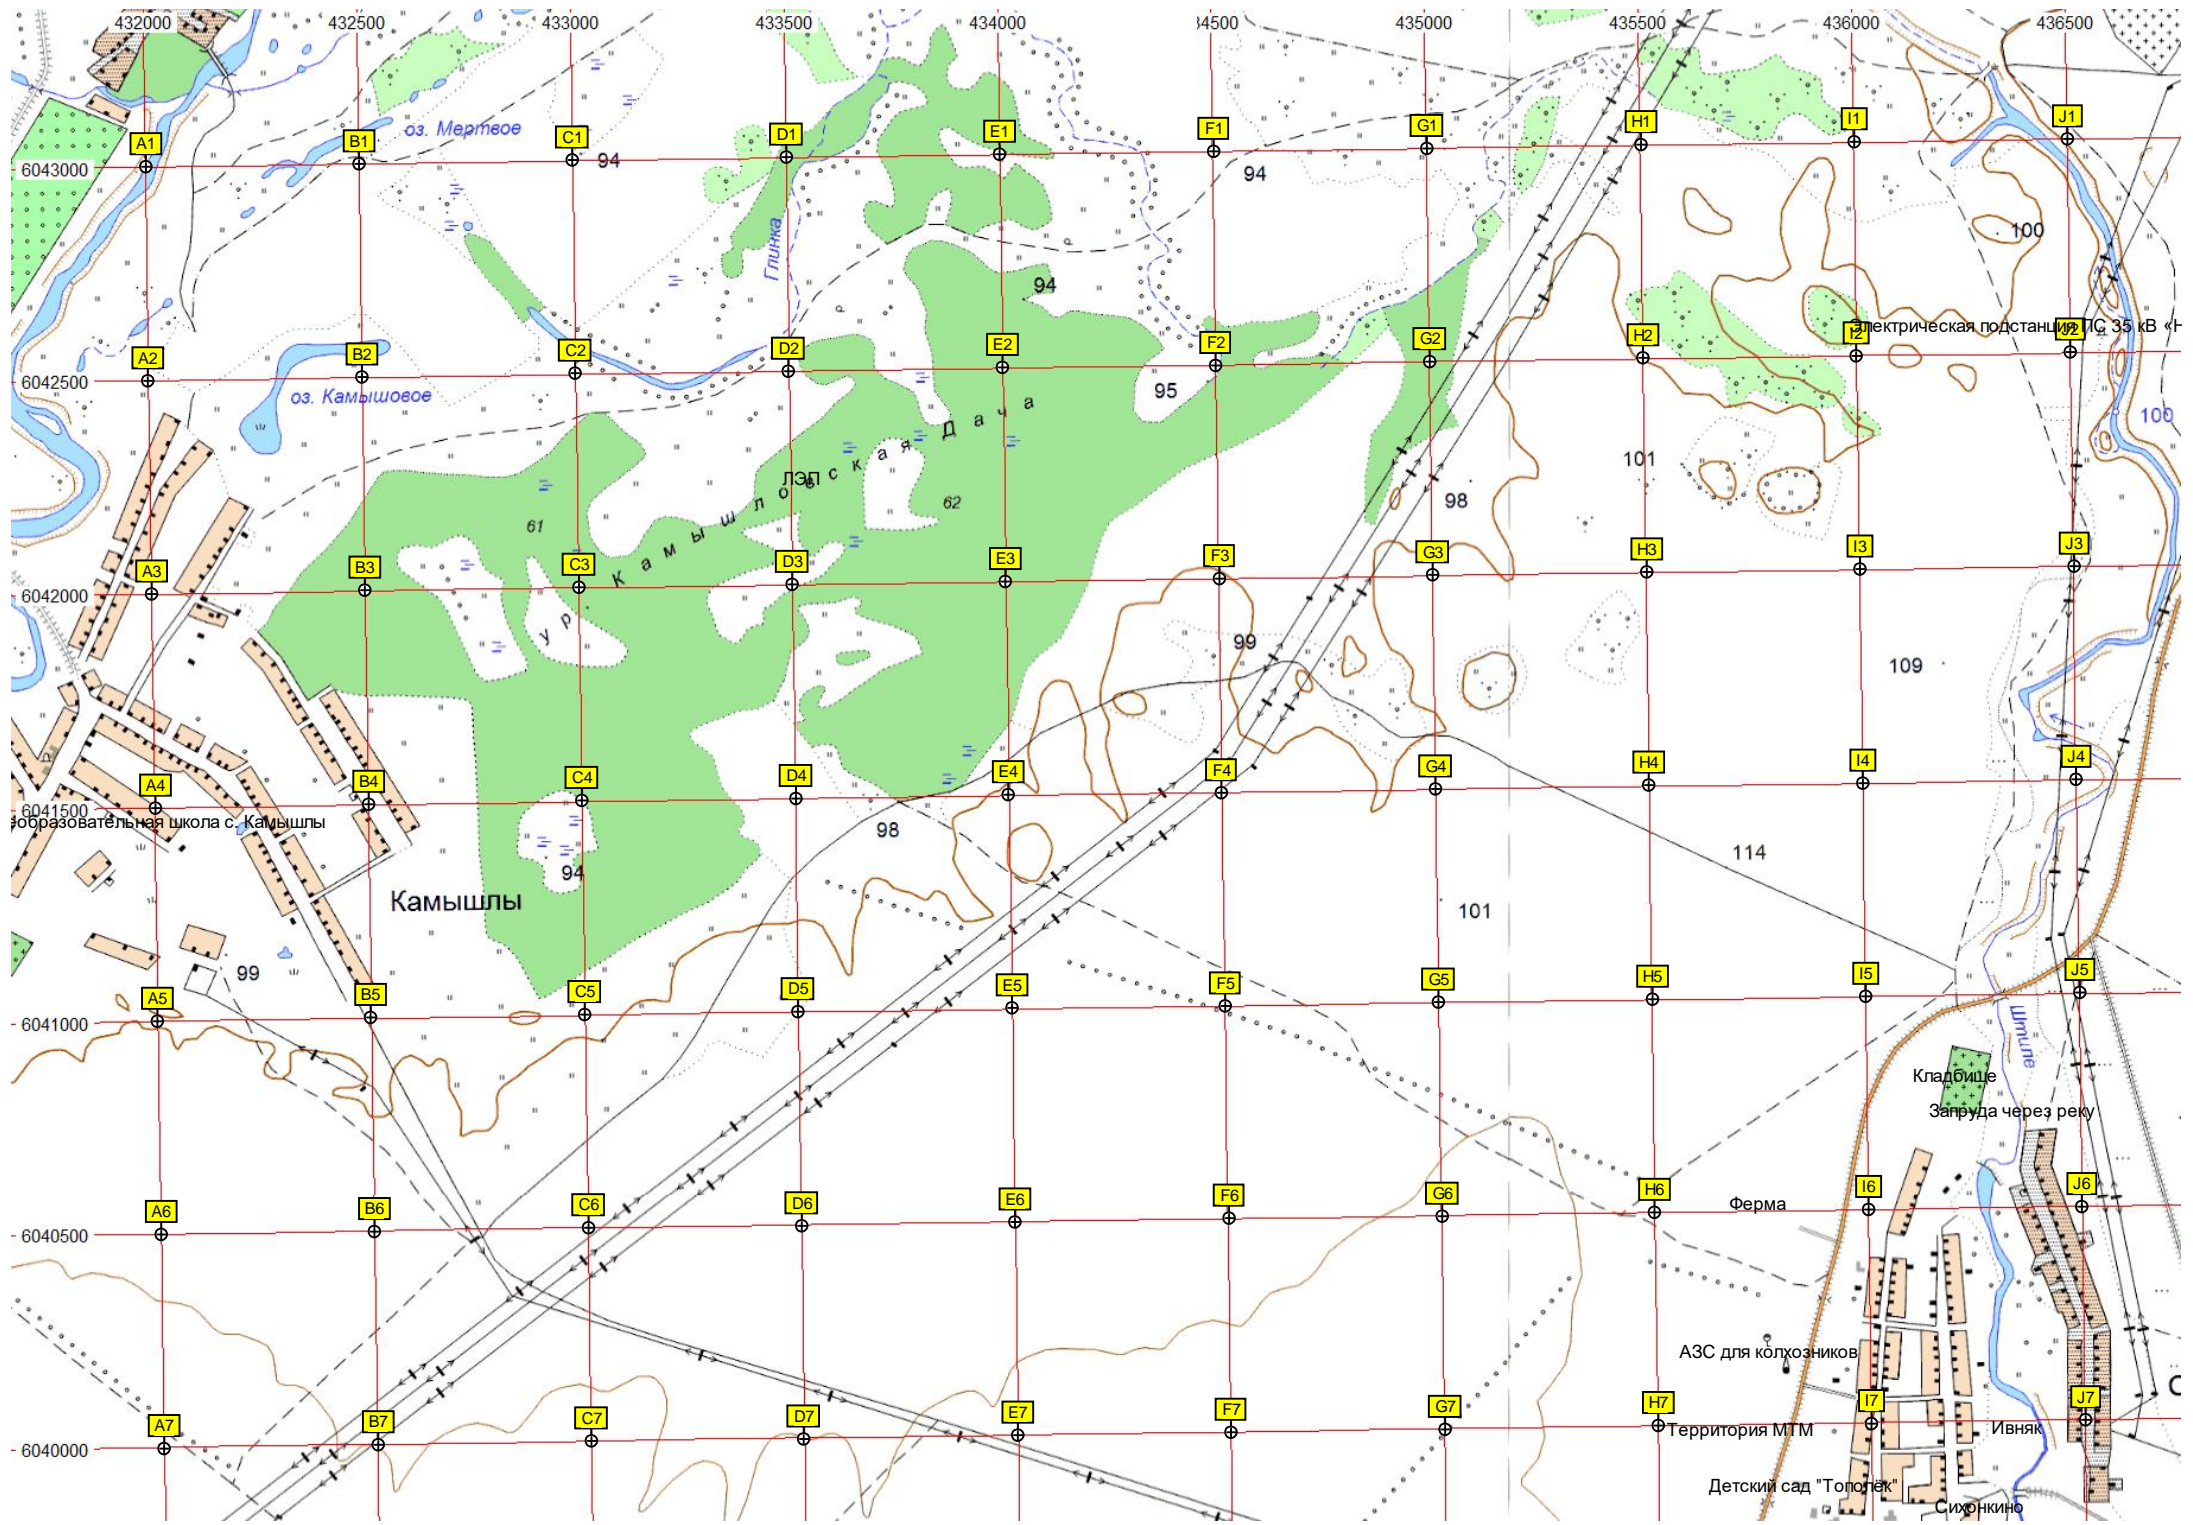 432000 432500 433000 433500 434000 34500 435000 435500 436000 436500
оз. Мертвое
A1 B1 C1 D1 E1 F1 G1 H1 I1 J1
6043000
94 94
Глинка
100
94
Электрическая подстанция ПС 35 кВ «Н
A2 B2 C2 D2 E2 F2 G2 H2 I2 J2
6042500
оз. Камышовое
95
100
101
ЛЭП
ур. Камышловская Дача
61
62
98
A3 B3 C3 D3 E3 F3 G3 H3 I3 J3
6042000
99
109
A4 B4 C4 D4 E4 F4 G4 H4 I4 J4
6041500
еобразовательная школа с. Камышлы
98
114
94
Камышлы
101
99
A5 B5 C5 D5 E5 F5 G5 H5 I5 J5
6041000
Штиле
Кладбище
Запруда через реку
A6 B6 C6 D6 E6 F6 G6 H6 I6 J6
Ферма
6040500
АЗС для колхозников
С
A7 B7 C7 D7 E7 F7 G7 H7 I7 J7
6040000
Территория МТМ
Ивняк
Детский сад "Тополёк"
Сихонкино